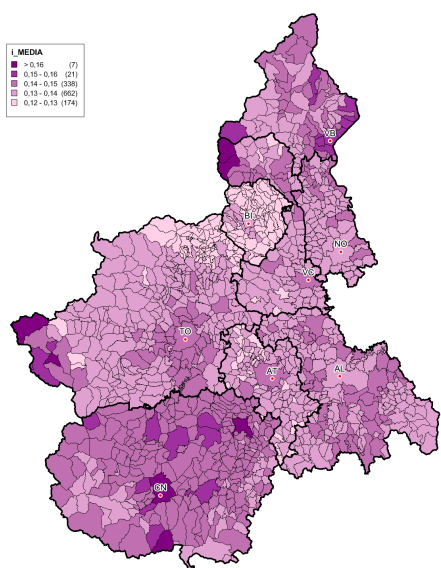 i_MEDIA
> 0,16 (7)
0,15 - 0,16 (21)
0,14 - 0,15 (338)
0,13 - 0,14 (662)
0,12 - 0,13 (174)
VB
BI
NO
VC
TO
AT
AL
CN